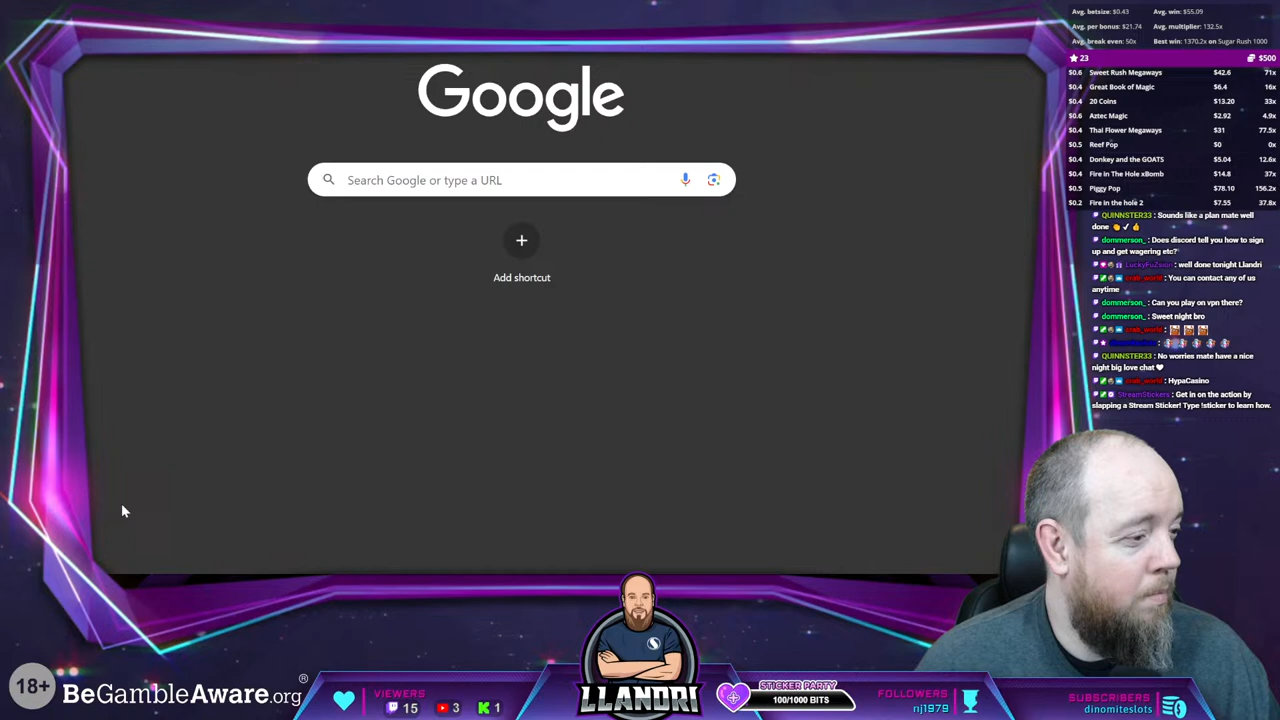 Avg. betsize: $0.43 Avg. win: $55.09
Avg. per bonus: $21.74 Avg. multiplier: 132.5x
Avg. break even: 50x Best win: 1370.2x on Sugar Rush 1000
23 $500
$0.6 Sweet Rush Megaways $42.6 71x
$0.4 Great Book of Magic $6.4 16x
$0.4 20 Coins $13.20 33x
$0.6 Aztec Magic $2.92 4.9x
$0.4 Thai Flower Megaways $31 77.5x
$0.5 Reef Pop $0 0x
$0.4 Donkey and the GOATS $5.04 12.6x
$0.4 Fire in The Hole xBomb $14.8 37x
$0.5 Piggy Pop $78.10 156.2x
$0.2 Fire in the hole 2 $7.55 37.8x
QUINNSTER33 : Sounds like a plan mate well
done 👏 ✓ 👍
dommerson_ : Does discord tell you how to sign
up and get wagering etc?
LuckyFuZsion : well done tonight Llandri
crab_world : You can contact any of us
anytime
dommerson_ : Can you play on vpn there?
dommerson_ : Sweet night bro
crab_world :
QUINNSTER33 : No worries mate have a nice
night big love chat ♥
crab_world : HypaCasino
StreamStickers : Get in on the action by
slapping a Stream Sticker! Type !sticker to learn how.
Google
Search Google or type a URL
Add shortcut
18+ BeGambleAware.org®
VIEWERS
15 3 1
LLANDRI
STICKER PARTY
100/1000 BITS
FOLLOWERS
nj1979
SUBSCRIBERS
dinomiteslots